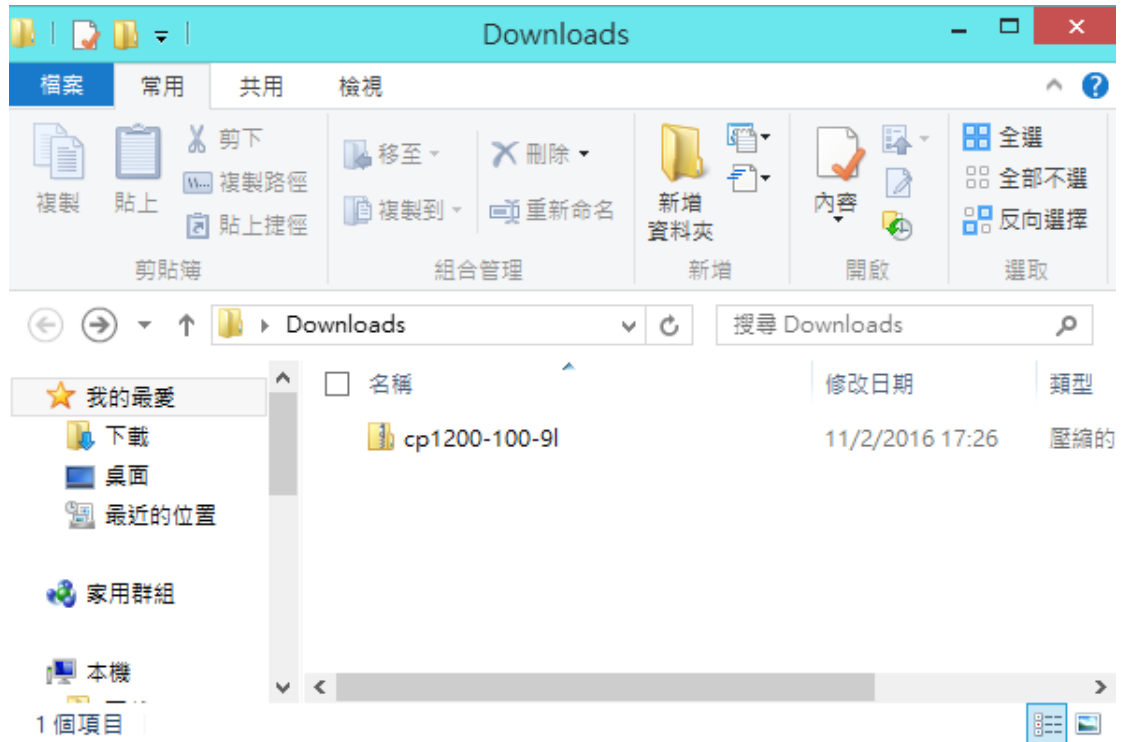 Downloads
檔案 常用 共用 檢視
複製 貼上 剪下 複製路徑 貼上捷徑
移至 刪除 複製到 重新命名
新增資料夾
內容
全選
全部不選
反向選擇
剪貼簿 組合管理 新增 開啟 選取
Downloads 搜尋 Downloads
名稱 修改日期 類型
cp1200-100-9l 11/2/2016 17:26 壓縮的
我的最愛
下載
桌面
最近的位置
家用群組
本機
1 個項目